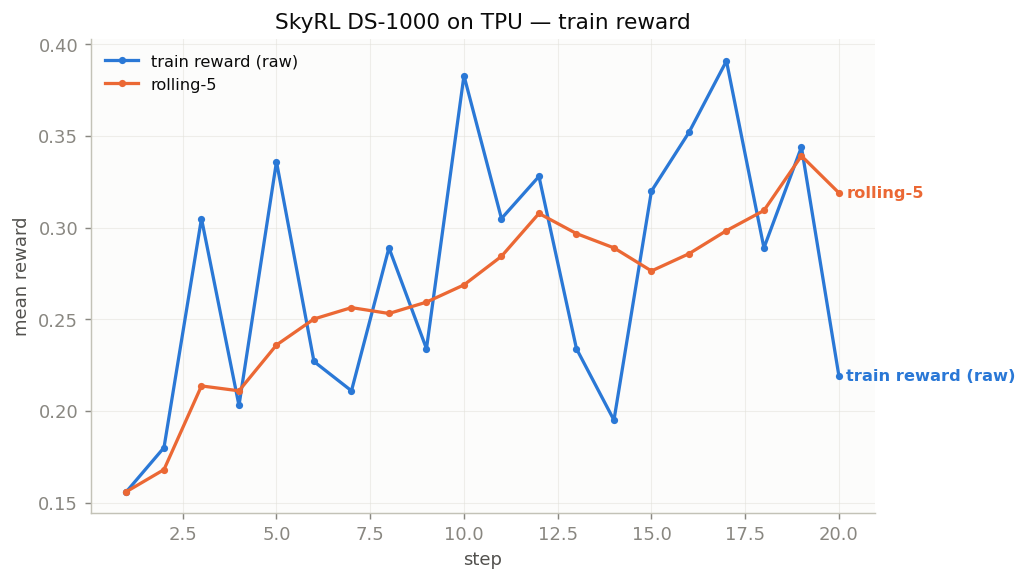 SkyRL DS-1000 on TPU — train reward
train reward (raw)
rolling-5
0.40
0.35
0.30
0.25
0.20
0.15
mean reward
rolling-5
train reward (raw)
2.5 5.0 7.5 10.0 12.5 15.0 17.5 20.0
step